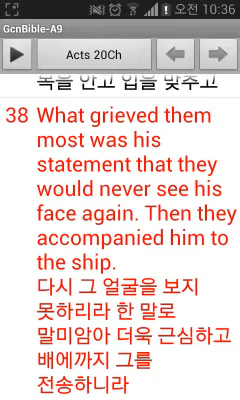 오전 10:36
GcnBible-A9
Acts 20Ch
목을 안고 입을 맞추고
38 What grieved them
most was his
statement that they
would never see his
face again. Then they
accompanied him to
the ship.
다시 그 얼굴을 보지
못하리라 한 말로
말미암아 더욱 근심하고
배에까지 그를
전송하니라